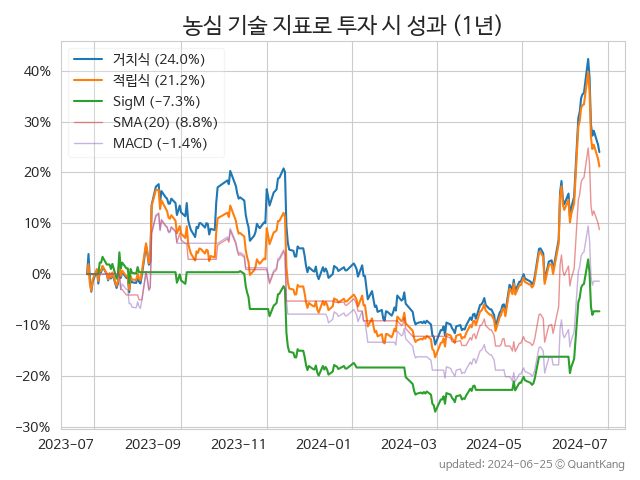 농심 기술 지표로 투자 시 성과 (1년)
거치식 (24.0%)
적립식 (21.2%)
SigM (−7.3%)
SMA(20) (8.8%)
MACD (−1.4%)
40%
30%
20%
10%
0%
−10%
−20%
−30%
2023-07 2023-09 2023-11 2024-01 2024-03 2024-05 2024-07
updated: 2024-06-25 ⓒ QuantKang